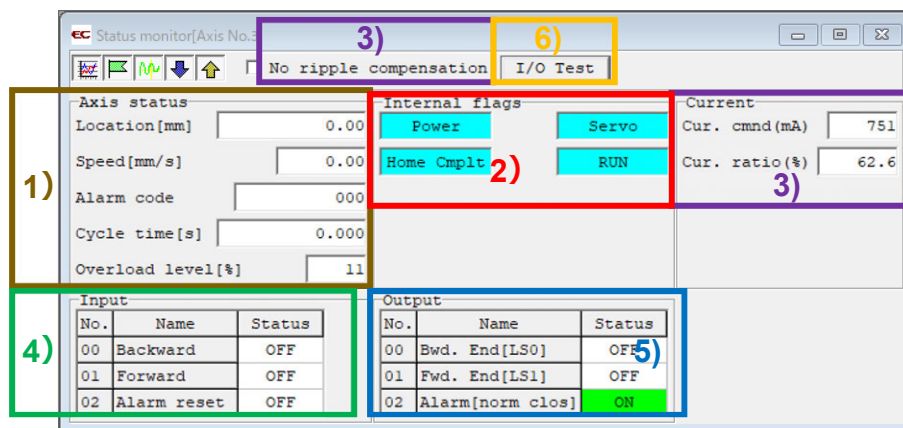 EC Status monitor[Axis No.3
3)
6)
No ripple compensation
I/O Test
1)
Axis status
Location[mm] 0.00
Speed[mm/s] 0.00
Alarm code 000
Cycle time[s] 0.000
Overload level[%] 11
Internal flags
Power Servo
Home Cmplt RUN
2)
Current
Cur. cmnd(mA) 751
Cur. ratio(%) 62.6
3)
4)
Input
No. Name Status
00 Backward OFF
01 Forward OFF
02 Alarm reset OFF
Output
No. Name Status
00 Bwd. End[LS0] OFF
01 Fwd. End[LS1] OFF
02 Alarm[norm clos] ON
5)